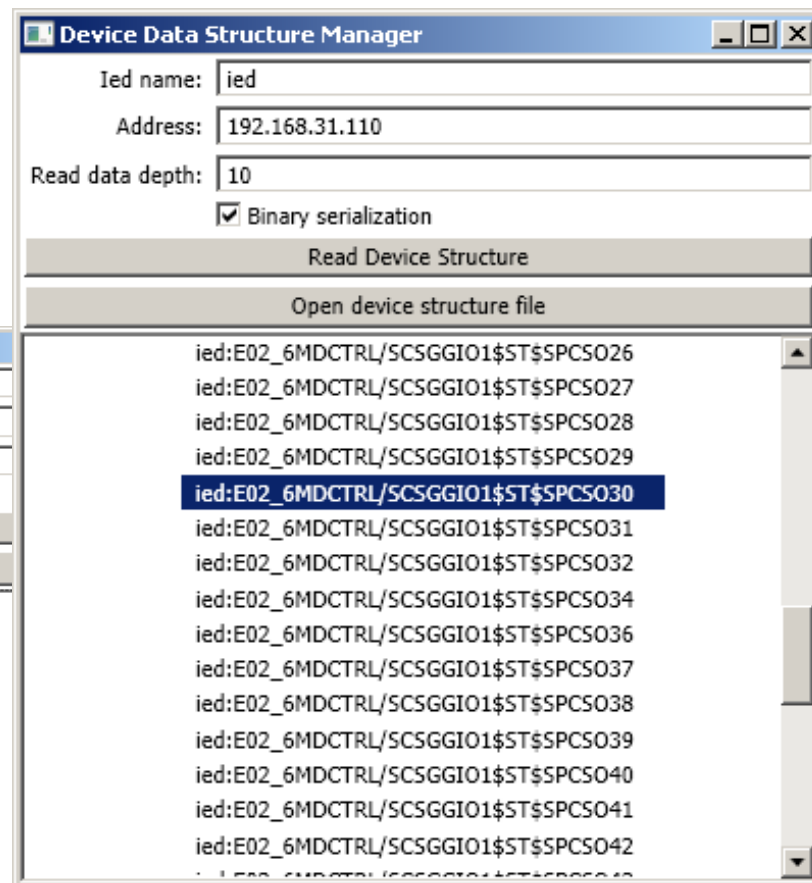 Device Data Structure Manager
Ied name: ied
Address: 192.168.31.110
Read data depth: 10
Binary serialization
Read Device Structure
Open device structure file
ied:E02_6MDCTRL/SCSGGIO1$ST$SPCSO26
ied:E02_6MDCTRL/SCSGGIO1$ST$SPCSO27
ied:E02_6MDCTRL/SCSGGIO1$ST$SPCSO28
ied:E02_6MDCTRL/SCSGGIO1$ST$SPCSO29
ied:E02_6MDCTRL/SCSGGIO1$ST$SPCSO30
ied:E02_6MDCTRL/SCSGGIO1$ST$SPCSO31
ied:E02_6MDCTRL/SCSGGIO1$ST$SPCSO32
ied:E02_6MDCTRL/SCSGGIO1$ST$SPCSO34
ied:E02_6MDCTRL/SCSGGIO1$ST$SPCSO36
ied:E02_6MDCTRL/SCSGGIO1$ST$SPCSO37
ied:E02_6MDCTRL/SCSGGIO1$ST$SPCSO38
ied:E02_6MDCTRL/SCSGGIO1$ST$SPCSO39
ied:E02_6MDCTRL/SCSGGIO1$ST$SPCSO40
ied:E02_6MDCTRL/SCSGGIO1$ST$SPCSO41
ied:E02_6MDCTRL/SCSGGIO1$ST$SPCSO42